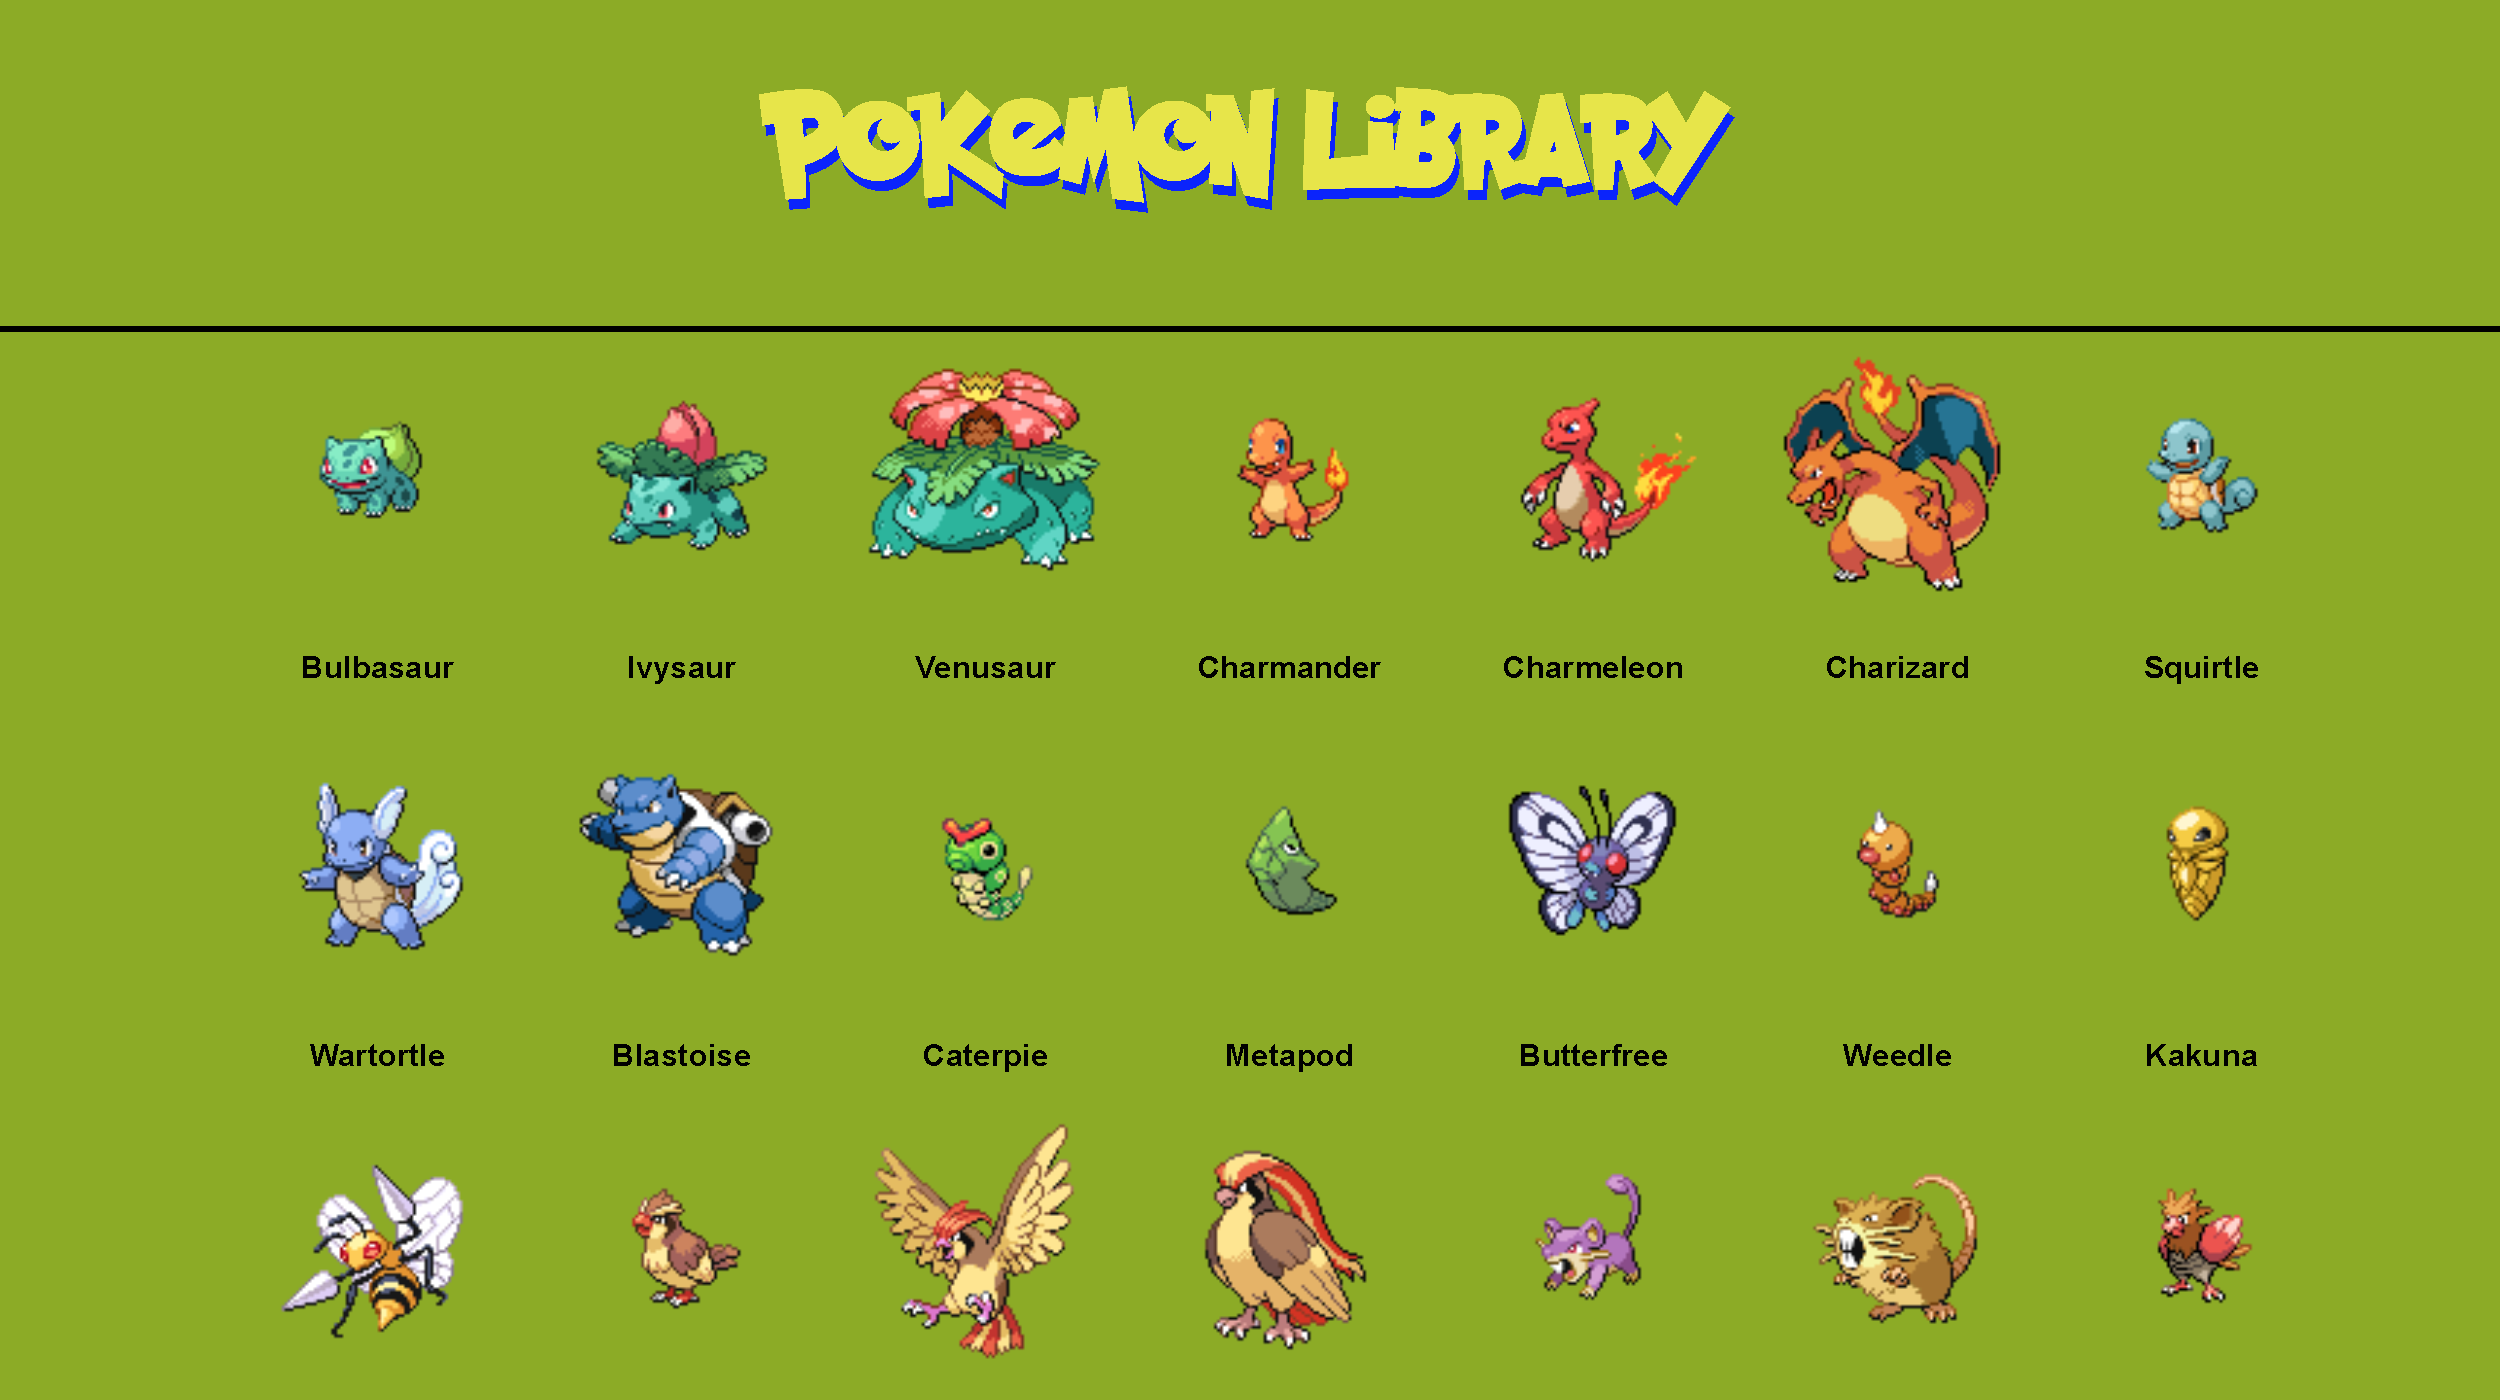 POKeMON LiBRARY
Bulbasaur Ivysaur Venusaur Charmander Charmeleon Charizard Squirtle
Wartortle Blastoise Caterpie Metapod Butterfree Weedle Kakuna